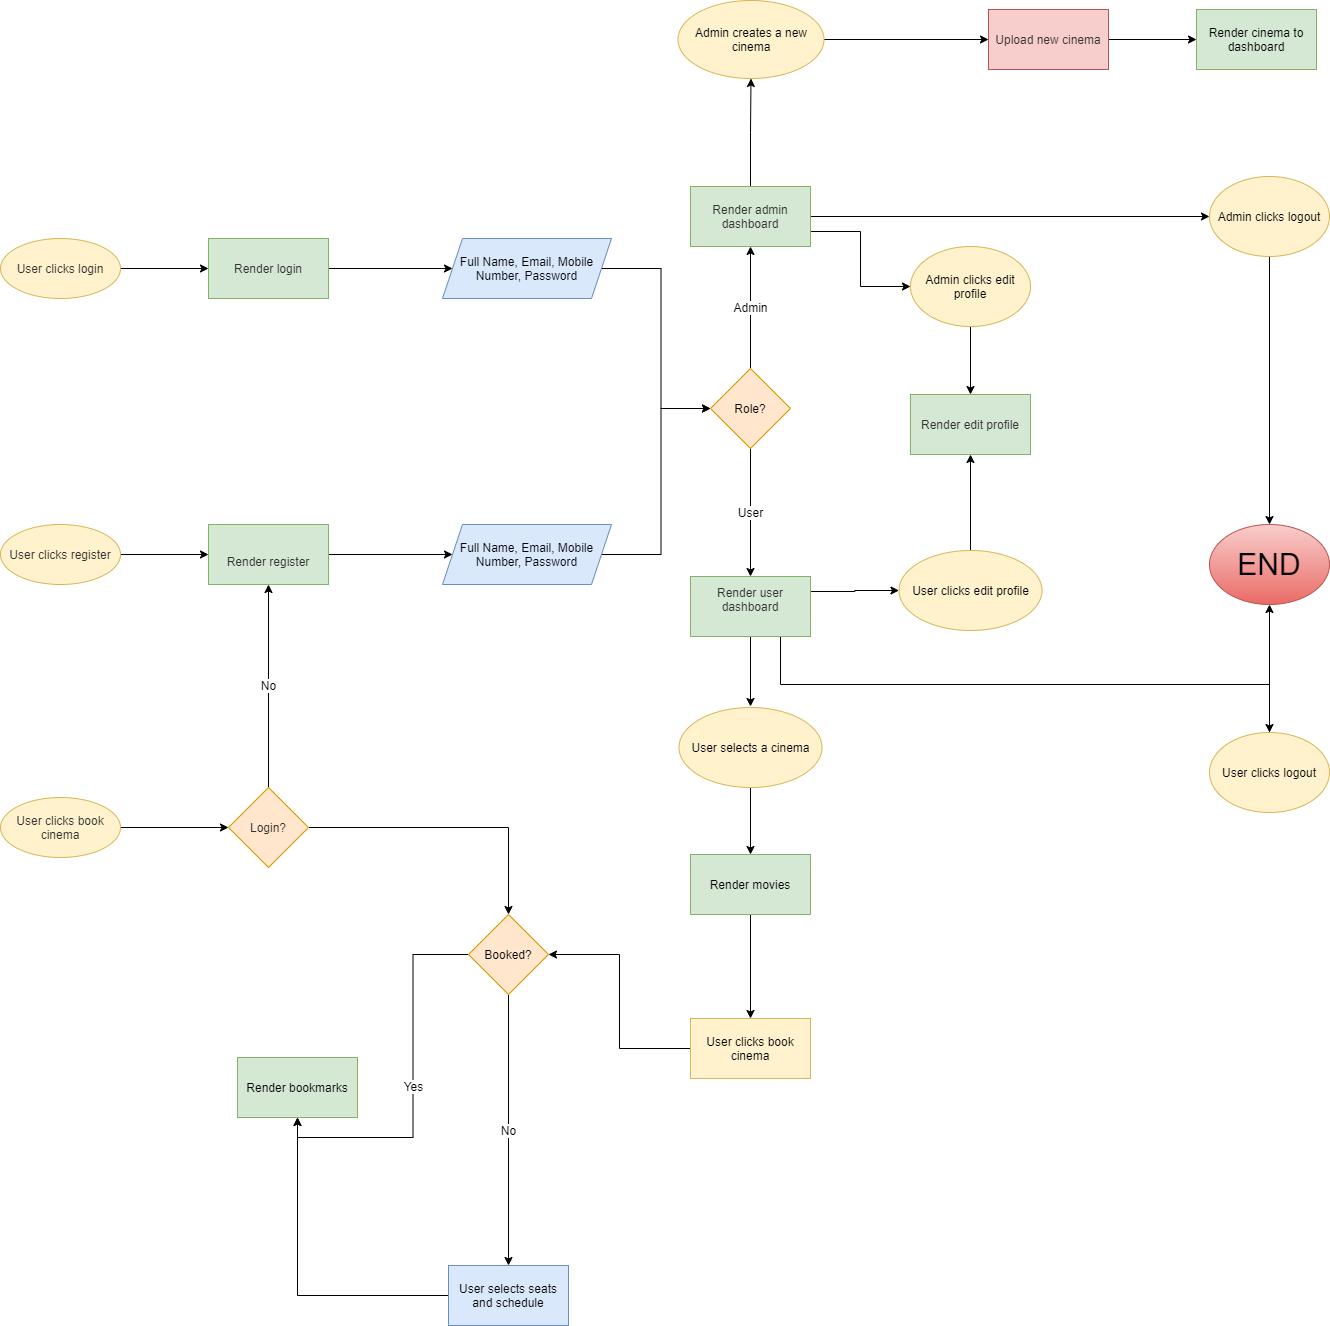 Admin creates a new
cinema
Upload new cinema
Render cinema to
dashboard
Render admin
dashboard
Admin clicks logout
User clicks login
Render login
Full Name, Email, Mobile
Number, Password
Admin clicks edit
profile
Admin
Role?
Render edit profile
User
User clicks register
Render register
Full Name, Email, Mobile
Number, Password
END
Render user
dashboard
User clicks edit profile
No
User selects a cinema
User clicks logout
User clicks book
cinema
Login?
Render movies
Booked?
User clicks book
cinema
Render bookmarks
Yes
No
User selects seats
and schedule